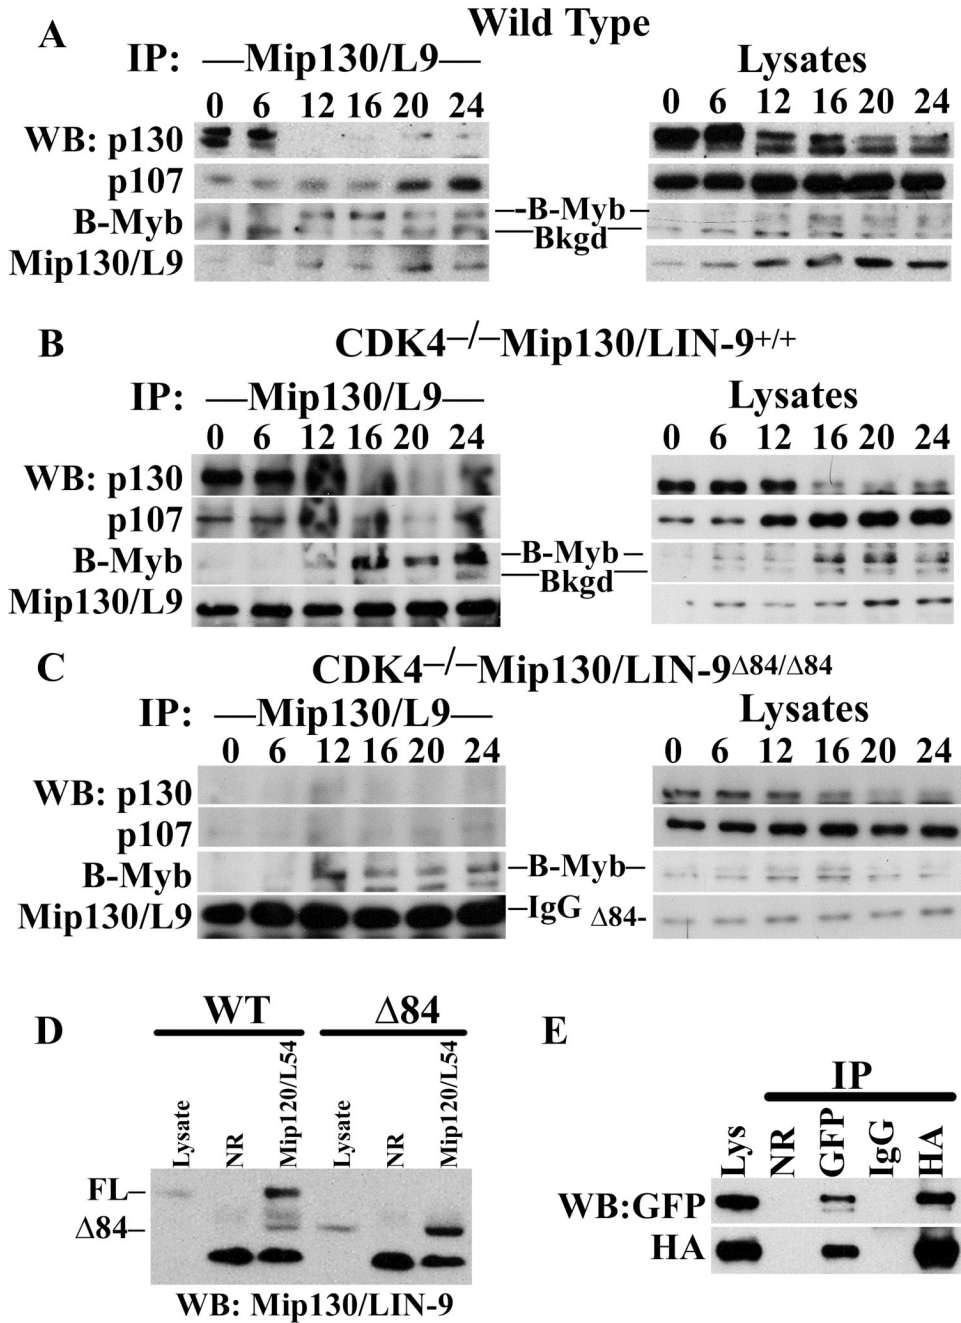 A
Wild Type
IP: —Mip130/L9—
Lysates
0 6 12 16 20 24
0 6 12 16 20 24
WB: p130
p107
B-Myb
–-B-Myb–
Bkgd
Mip130/L9
B
CDK4–/–Mip130/LIN-9+/+
IP: —Mip130/L9—
Lysates
0 6 12 16 20 24
0 6 12 16 20 24
WB: p130
p107
B-Myb
–B-Myb–
Bkgd
Mip130/L9
C
CDK4–/–Mip130/LIN-9Δ84/Δ84
IP: —Mip130/L9—
Lysates
0 6 12 16 20 24
0 6 12 16 20 24
WB: p130
p107
B-Myb
–B-Myb–
Mip130/L9
–IgG
Δ84-
D
WT
Δ84
Lysate
NR
Mip120/L54
Lysate
NR
Mip120/L54
FL–
Δ84–
WB: Mip130/LIN-9
E
IP
Lys
NR
GFP
IgG
HA
WB:GFP
HA